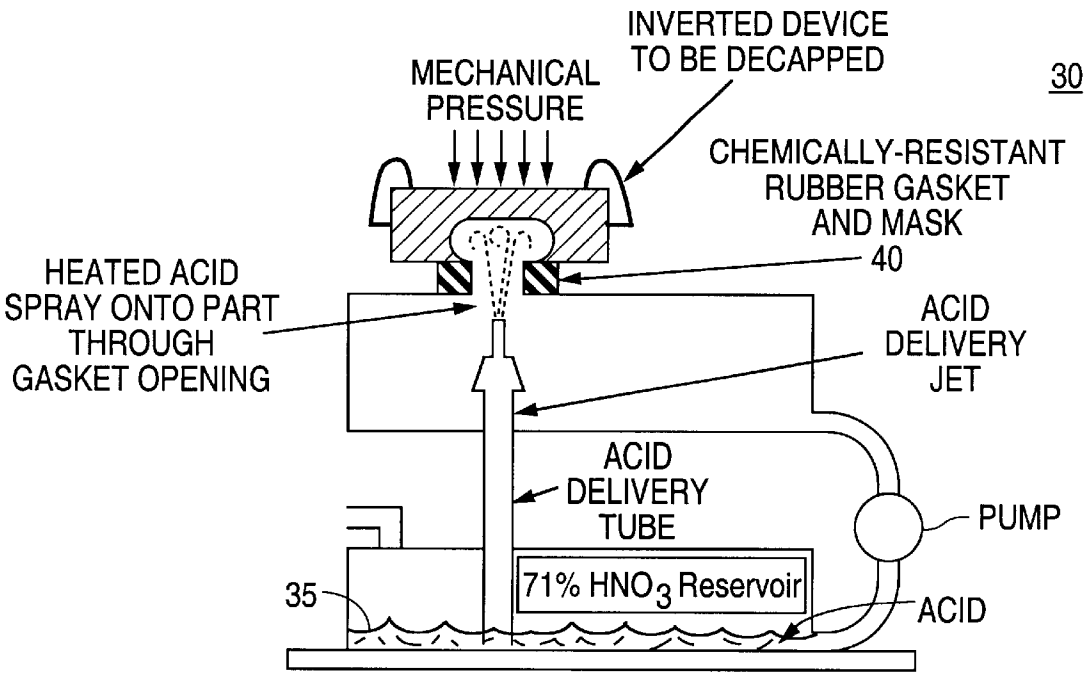 INVERTED DEVICE
TO BE DECAPPED
30
MECHANICAL
PRESSURE
CHEMICALLY-RESISTANT
RUBBER GASKET
AND MASK
40
HEATED ACID
SPRAY ONTO PART
THROUGH
GASKET OPENING
ACID
DELIVERY
JET
ACID
DELIVERY
TUBE
PUMP
71% HNO3 Reservoir
35
ACID